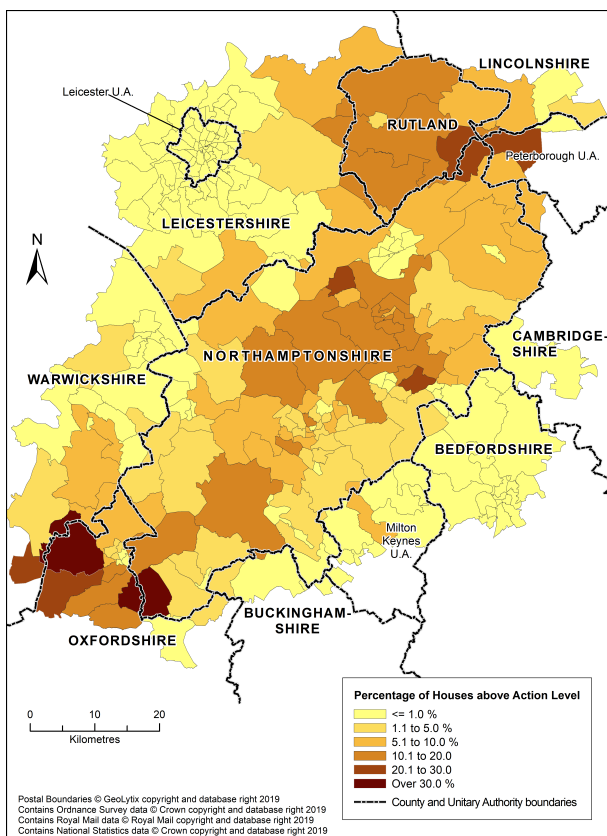 LINCOLNSHIRE
Leicester U.A.
RUTLAND
Peterborough U.A.
LEICESTERSHIRE
N
CAMBRIDGE-
SHIRE
NORTHAMPTONSHIRE
WARWICKSHIRE
BEDFORDSHIRE
Milton
Keynes
U.A.
BUCKINGHAM-
SHIRE
OXFORDSHIRE
0 10 20
Kilometres
Percentage of Houses above Action Level
<= 1.0 %
1.1 to 5.0 %
5.1 to 10.0 %
10.1 to 20.0
20.1 to 30.0
Over 30.0 %
County and Unitary Authority boundaries
Postal Boundaries © GeoLytix copyright and database right 2019
Contains Ordnance Survey data © Crown copyright and database right 2019
Contains Royal Mail data © Royal Mail copyright and database right 2019
Contains National Statistics data © Crown copyright and database right 2019